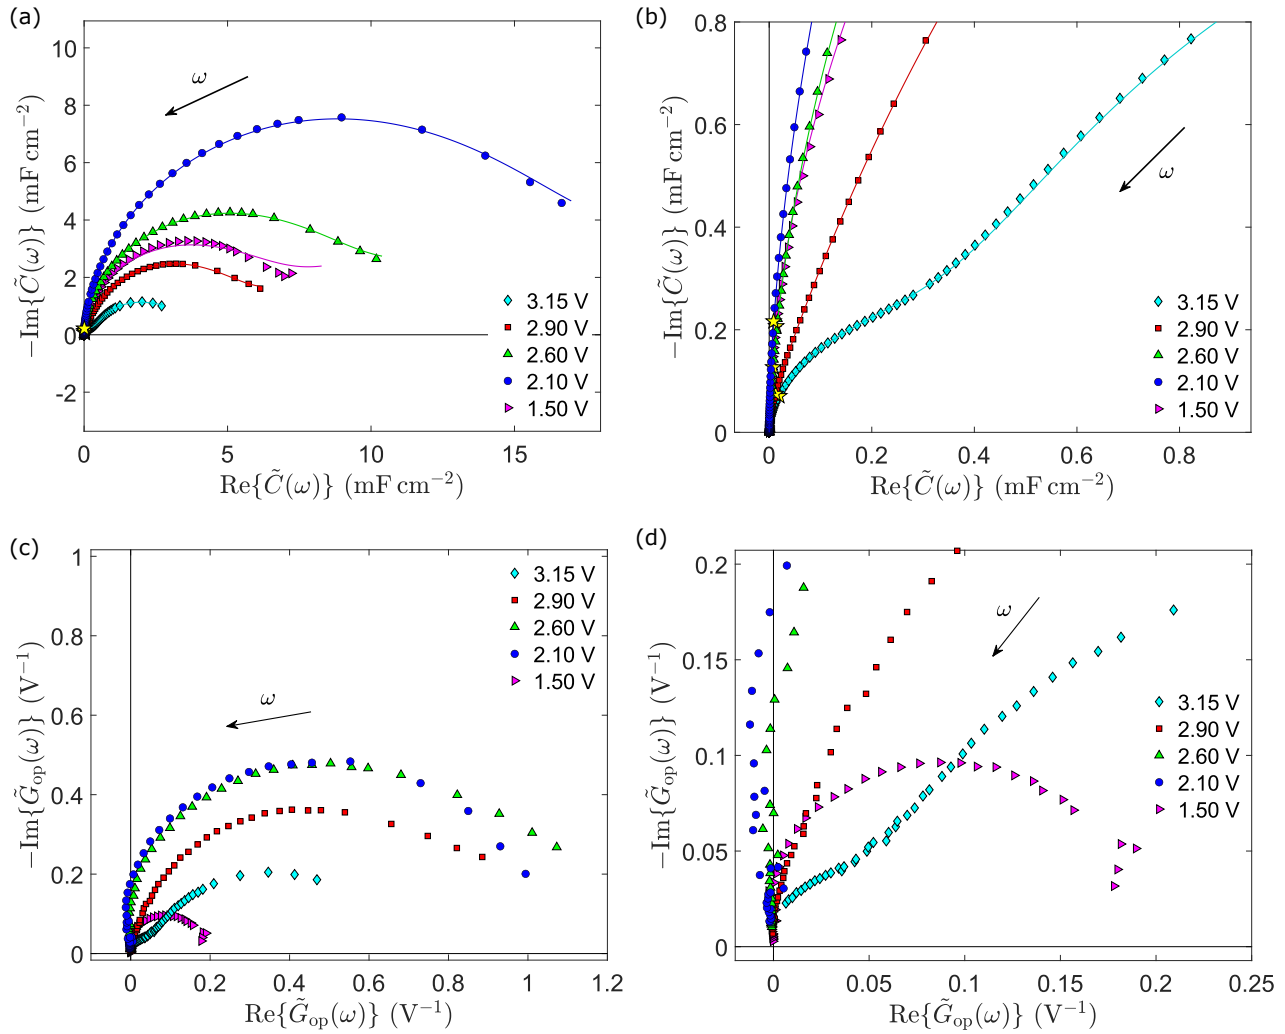 (a)
10
8
6
4
2
0
-2
0
5
10
15
−Im{C̃(ω)} (mF cm⁻²)
Re{C̃(ω)} (mF cm⁻²)
ω
3.15 V
2.90 V
2.60 V
2.10 V
1.50 V
(b)
0.8
0.6
0.4
0.2
0
0
0.2
0.4
0.6
0.8
−Im{C̃(ω)} (mF cm⁻²)
Re{C̃(ω)} (mF cm⁻²)
ω
3.15 V
2.90 V
2.60 V
2.10 V
1.50 V
(c)
1
0.8
0.6
0.4
0.2
0
0
0.2
0.4
0.6
0.8
1
1.2
−Im{G̃op(ω)} (V⁻¹)
Re{G̃op(ω)} (V⁻¹)
ω
3.15 V
2.90 V
2.60 V
2.10 V
1.50 V
(d)
0.2
0.15
0.1
0.05
0
0
0.05
0.1
0.15
0.2
0.25
−Im{G̃op(ω)} (V⁻¹)
Re{G̃op(ω)} (V⁻¹)
ω
3.15 V
2.90 V
2.60 V
2.10 V
1.50 V